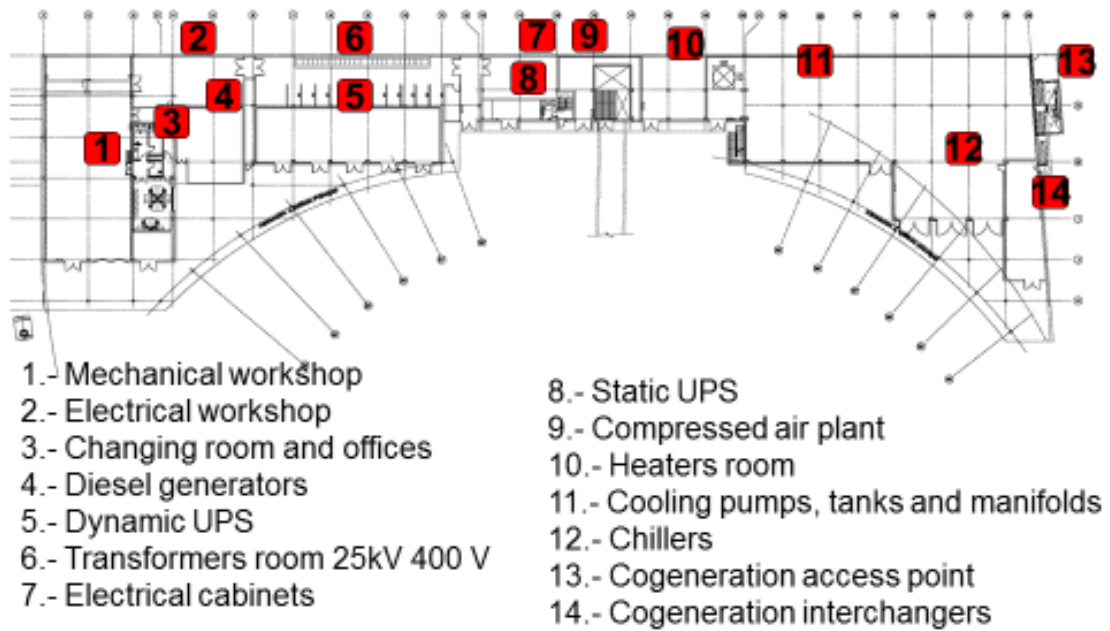 2
6
7
9
10
11
13
8
4
5
3
1
12
14
1.- Mechanical workshop
2.- Electrical workshop
3.- Changing room and offices
4.- Diesel generators
5.- Dynamic UPS
6.- Transformers room 25kV 400 V
7.- Electrical cabinets
8.- Static UPS
9.- Compressed air plant
10.- Heaters room
11.- Cooling pumps, tanks and manifolds
12.- Chillers
13.- Cogeneration access point
14.- Cogeneration interchangers